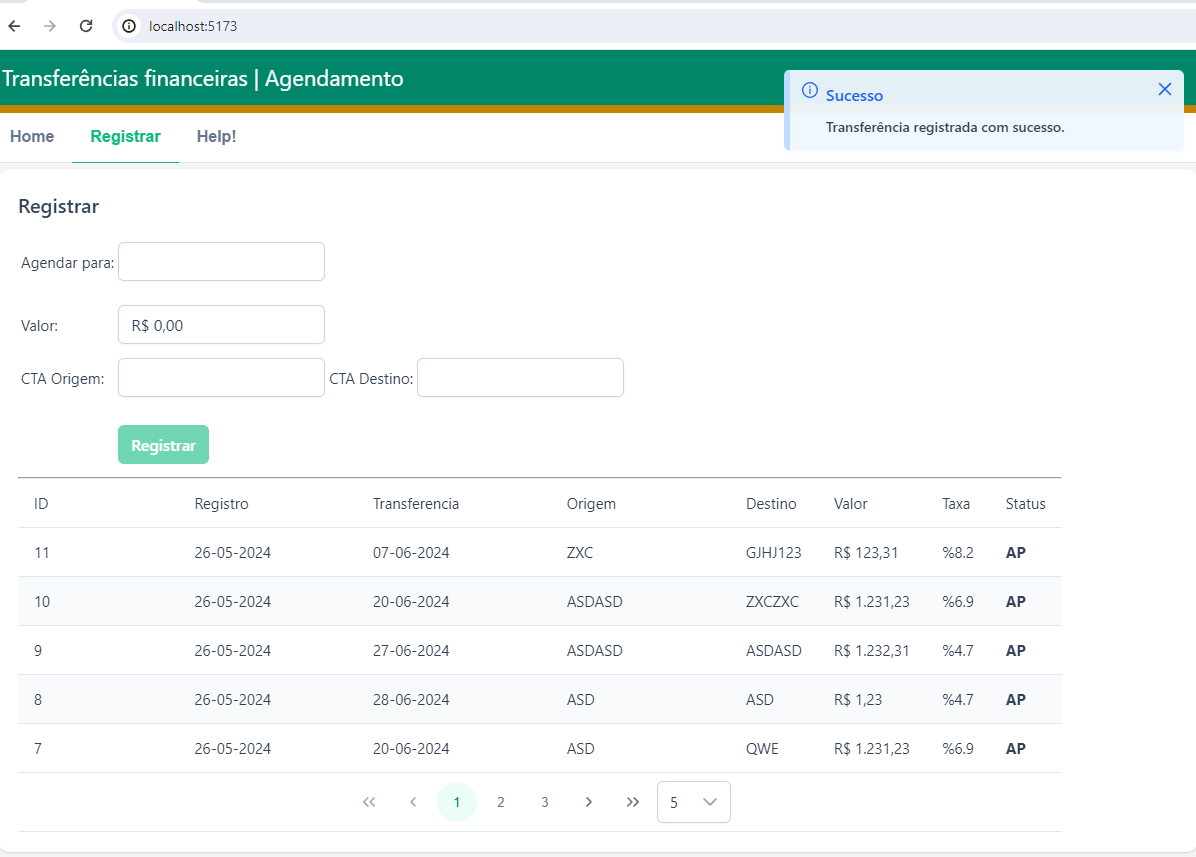 localhost:5173
Transferências financeiras | Agendamento
Sucesso
Transferência registrada com sucesso.
Home Registrar Help!
Registrar
Agendar para:
Valor: R$ 0,00
CTA Origem: CTA Destino:
Registrar
ID Registro Transferencia Origem Destino Valor Taxa Status
11 26-05-2024 07-06-2024 ZXC GJHJ123 R$ 123,31 %8.2 AP
10 26-05-2024 20-06-2024 ASDASD ZXCZXC R$ 1.231,23 %6.9 AP
9 26-05-2024 27-06-2024 ASDASD ASDASD R$ 1.232,31 %4.7 AP
8 26-05-2024 28-06-2024 ASD ASD R$ 1,23 %4.7 AP
7 26-05-2024 20-06-2024 ASD QWE R$ 1.231,23 %6.9 AP
1 2 3 5